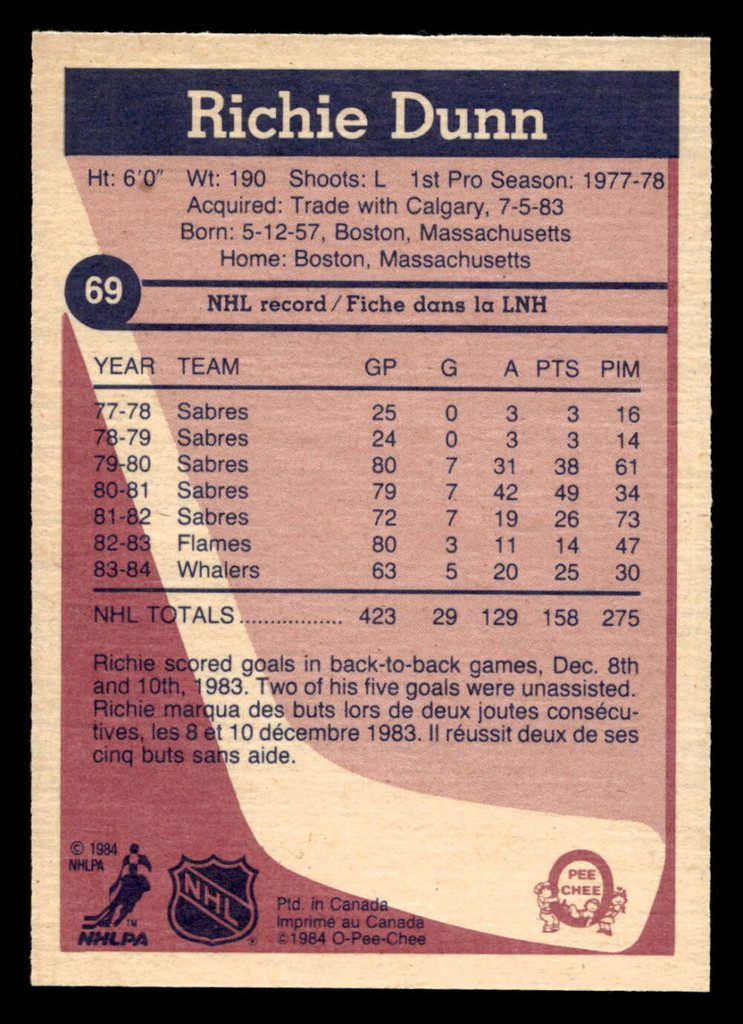 Richie Dunn
Ht: 6'0" Wt: 190 Shoots: L 1st Pro Season: 1977-78
Acquired: Trade with Calgary, 7-5-83
Born: 5-12-57, Boston, Massachusetts
Home: Boston, Massachusetts
69
NHL record/Fiche dans la LNH
YEAR TEAM GP G A PTS PIM
77-78 Sabres 25 0 3 3 16
78-79 Sabres 24 0 3 3 14
79-80 Sabres 80 7 31 38 61
80-81 Sabres 79 7 42 49 34
81-82 Sabres 72 7 19 26 73
82-83 Flames 80 3 11 14 47
83-84 Whalers 63 5 20 25 30
NHL TOTALS................. 423 29 129 158 275
Richie scored goals in back-to-back games, Dec. 8th
and 10th, 1983. Two of his five goals were unassisted.
Richie marqua des buts lors de deux joutes consécu-
tives, les 8 et 10 décembre 1983. Il réussit deux de ses
cinq buts sans aide.
© 1984
NHLPA
TM
NHLPA
NHL
®
Ptd. in Canada
Imprimé au Canada
©1984 O-Pee-Chee
PEE
CHEE